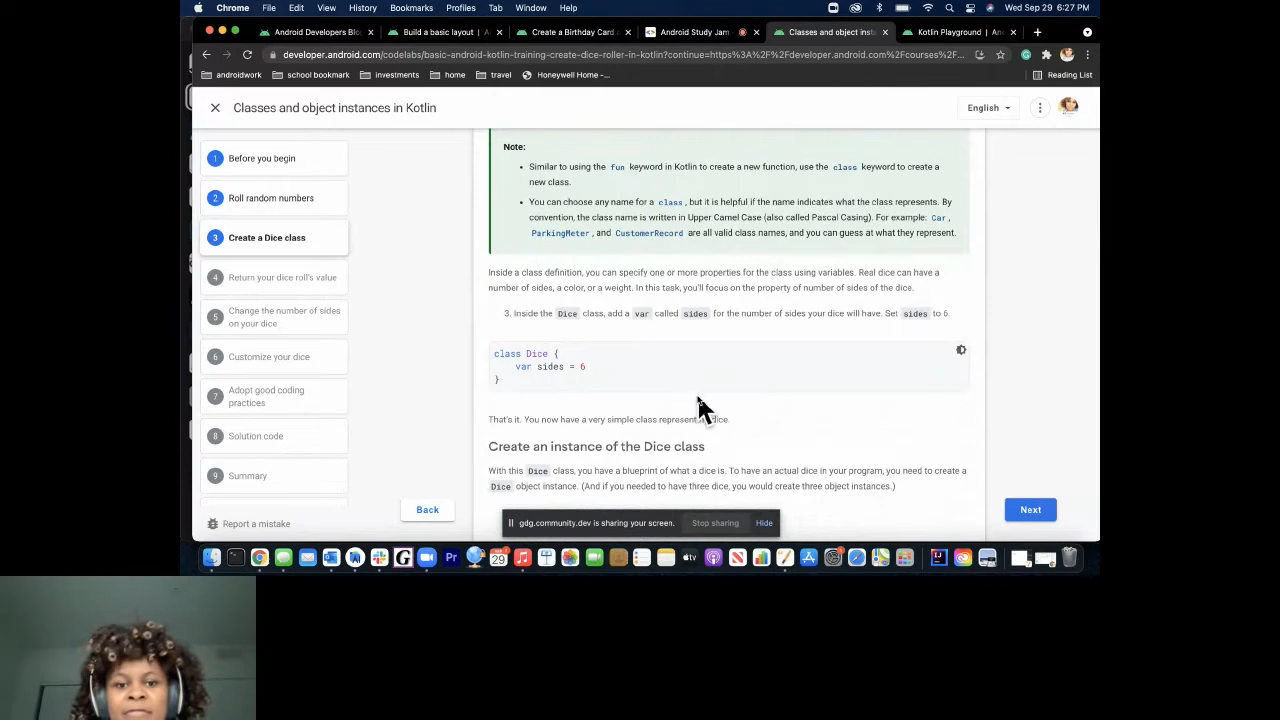 Chrome File Edit View History Bookmarks Profiles Tab Window Help Wed Sep 29 6:27 PM
Android Developers Blo Build a basic layout | A Create a Birthday Card a Android Study Jam Classes and object insta Kotlin Playground | And
developer.android.com/codelabs/basic-android-kotlin-training-create-dice-roller-in-kotlin?continue=https%3A%2F%2Fdeveloper.android.com%2Fcourses%2F...
androidwork school bookmark investments home travel Honeywell Home -... Reading List
Classes and object instances in Kotlin English
1 Before you begin
2 Roll random numbers
3 Create a Dice class
4 Return your dice roll's value
5 Change the number of sides
on your dice
6 Customize your dice
7 Adopt good coding
practices
8 Solution code
9 Summary
Report a mistake
Note:
• Similar to using the fun keyword in Kotlin to create a new function, use the class keyword to create a
new class.
• You can choose any name for a class, but it is helpful if the name indicates what the class represents. By
convention, the class name is written in Upper Camel Case (also called Pascal Casing). For example: Car,
ParkingMeter, and CustomerRecord are all valid class names, and you can guess at what they represent.
Inside a class definition, you can specify one or more properties for the class using variables. Real dice can have a
number of sides, a color, or a weight. In this task, you'll focus on the property of number of sides of the dice.
3. Inside the Dice class, add a var called sides for the number of sides your dice will have. Set sides to 6.
class Dice {
var sides = 6
}
That's it. You now have a very simple class represent dice.
Create an instance of the Dice class
With this Dice class, you have a blueprint of what a dice is. To have an actual dice in your program, you need to create a
Dice object instance. (And if you needed to have three dice, you would create three object instances.)
Back Next
gdg.community.dev is sharing your screen. Stop sharing Hide